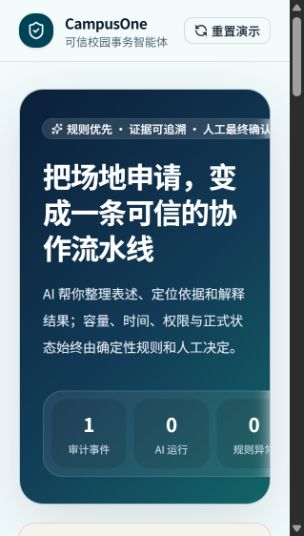 CampusOne
可信校园事务智能体
重置演示
规则优先 · 证据可追溯 · 人工最终确认
把场地申请，变
成一条可信的协
作流水线
AI 帮你整理表述、定位依据和解释
结果；容量、时间、权限与正式状
态始终由确定性规则和人工决定。
1
审计事件
0
AI 运行
0
规则异常